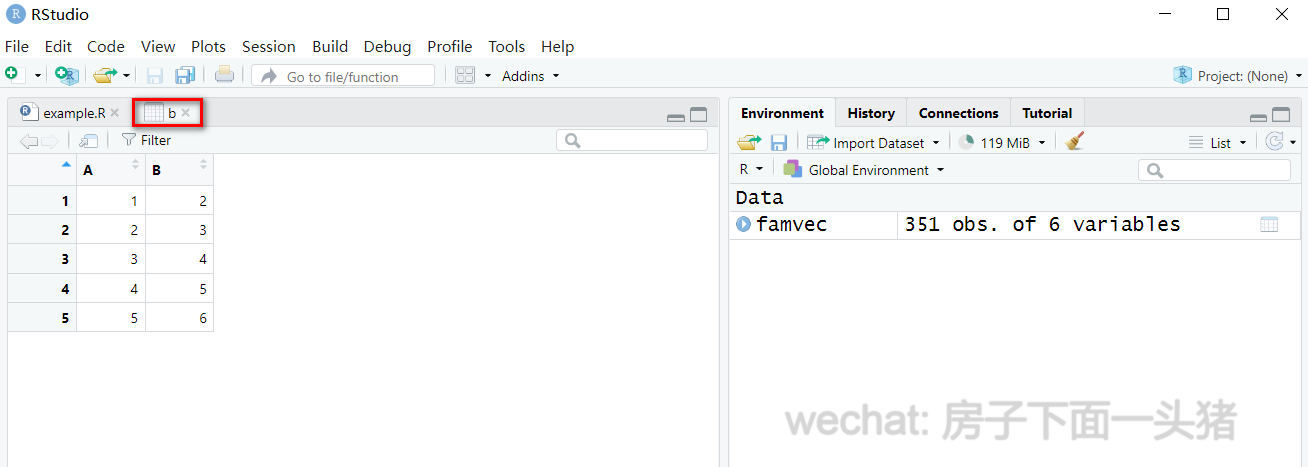 RStudio
File Edit Code View Plots Session Build Debug Profile Tools Help
Go to file/function Addins Project: (None)
example.R b
Filter
A B
1 1 2
2 2 3
3 3 4
4 4 5
5 5 6
Environment History Connections Tutorial
Import Dataset 119 MiB List
R Global Environment
Data
famvec 351 obs. of 6 variables
wechat: 房子下面一头猪